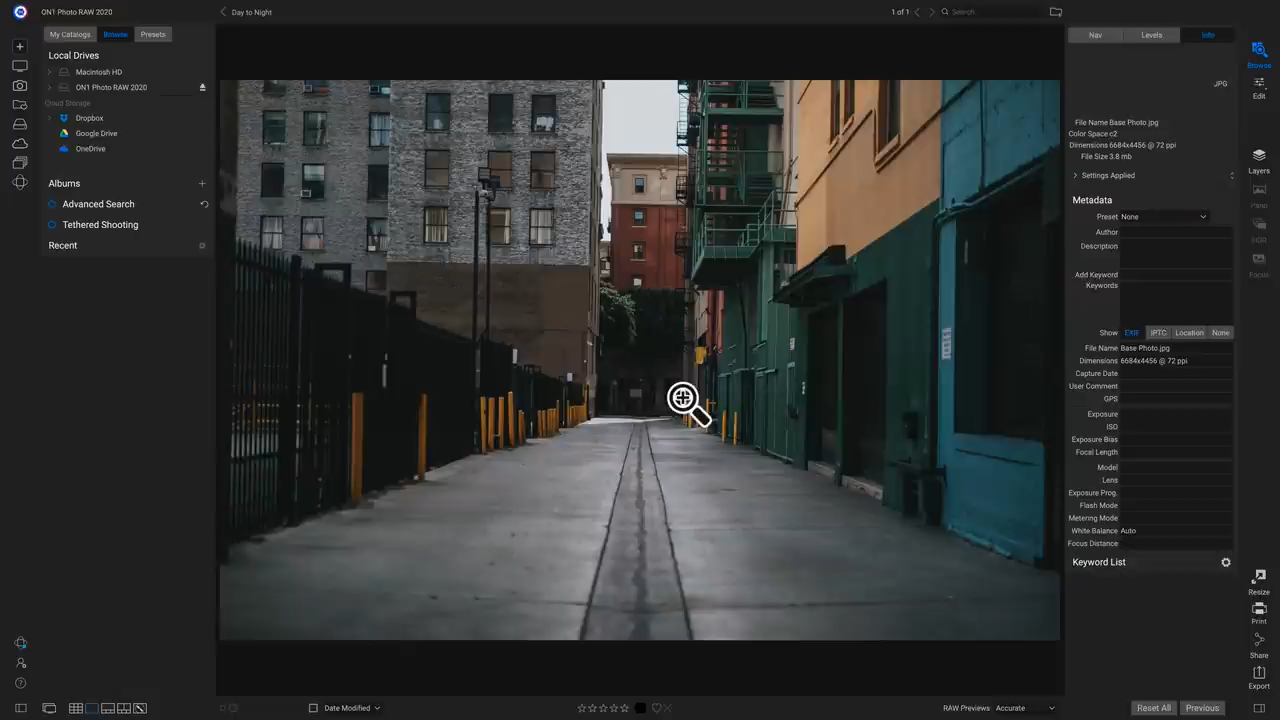 ON1 Photo RAW 2020
Day to Night
1 of 1
Search
My Catalogs
Browse
Presets
Nav
Levels
Info
Local Drives
Macintosh HD
ON1 Photo RAW 2020
Cloud Storage
Dropbox
Google Drive
OneDrive
Albums
Advanced Search
Tethered Shooting
Recent
JPG
File Name Base Photo.jpg
Color Space c2
Dimensions 6684x4456 @ 72 ppi
File Size 3.8 mb
Settings Applied
Metadata
Preset None
Author
Description
Add Keyword
Keywords
Show EXIF IPTC Location None
File Name Base Photo.jpg
Dimensions 6684x4456 @ 72 ppi
Capture Date
User Comment
GPS
Exposure
ISO
Exposure Bias
Focal Length
Model
Lens
Exposure Prog.
Flash Mode
Metering Mode
White Balance Auto
Focus Distance
Keyword List
Browse
Edit
Layers
Pano
HDR
Focus
Resize
Print
Share
Export
Date Modified
RAW Previews Accurate
Reset All
Previous